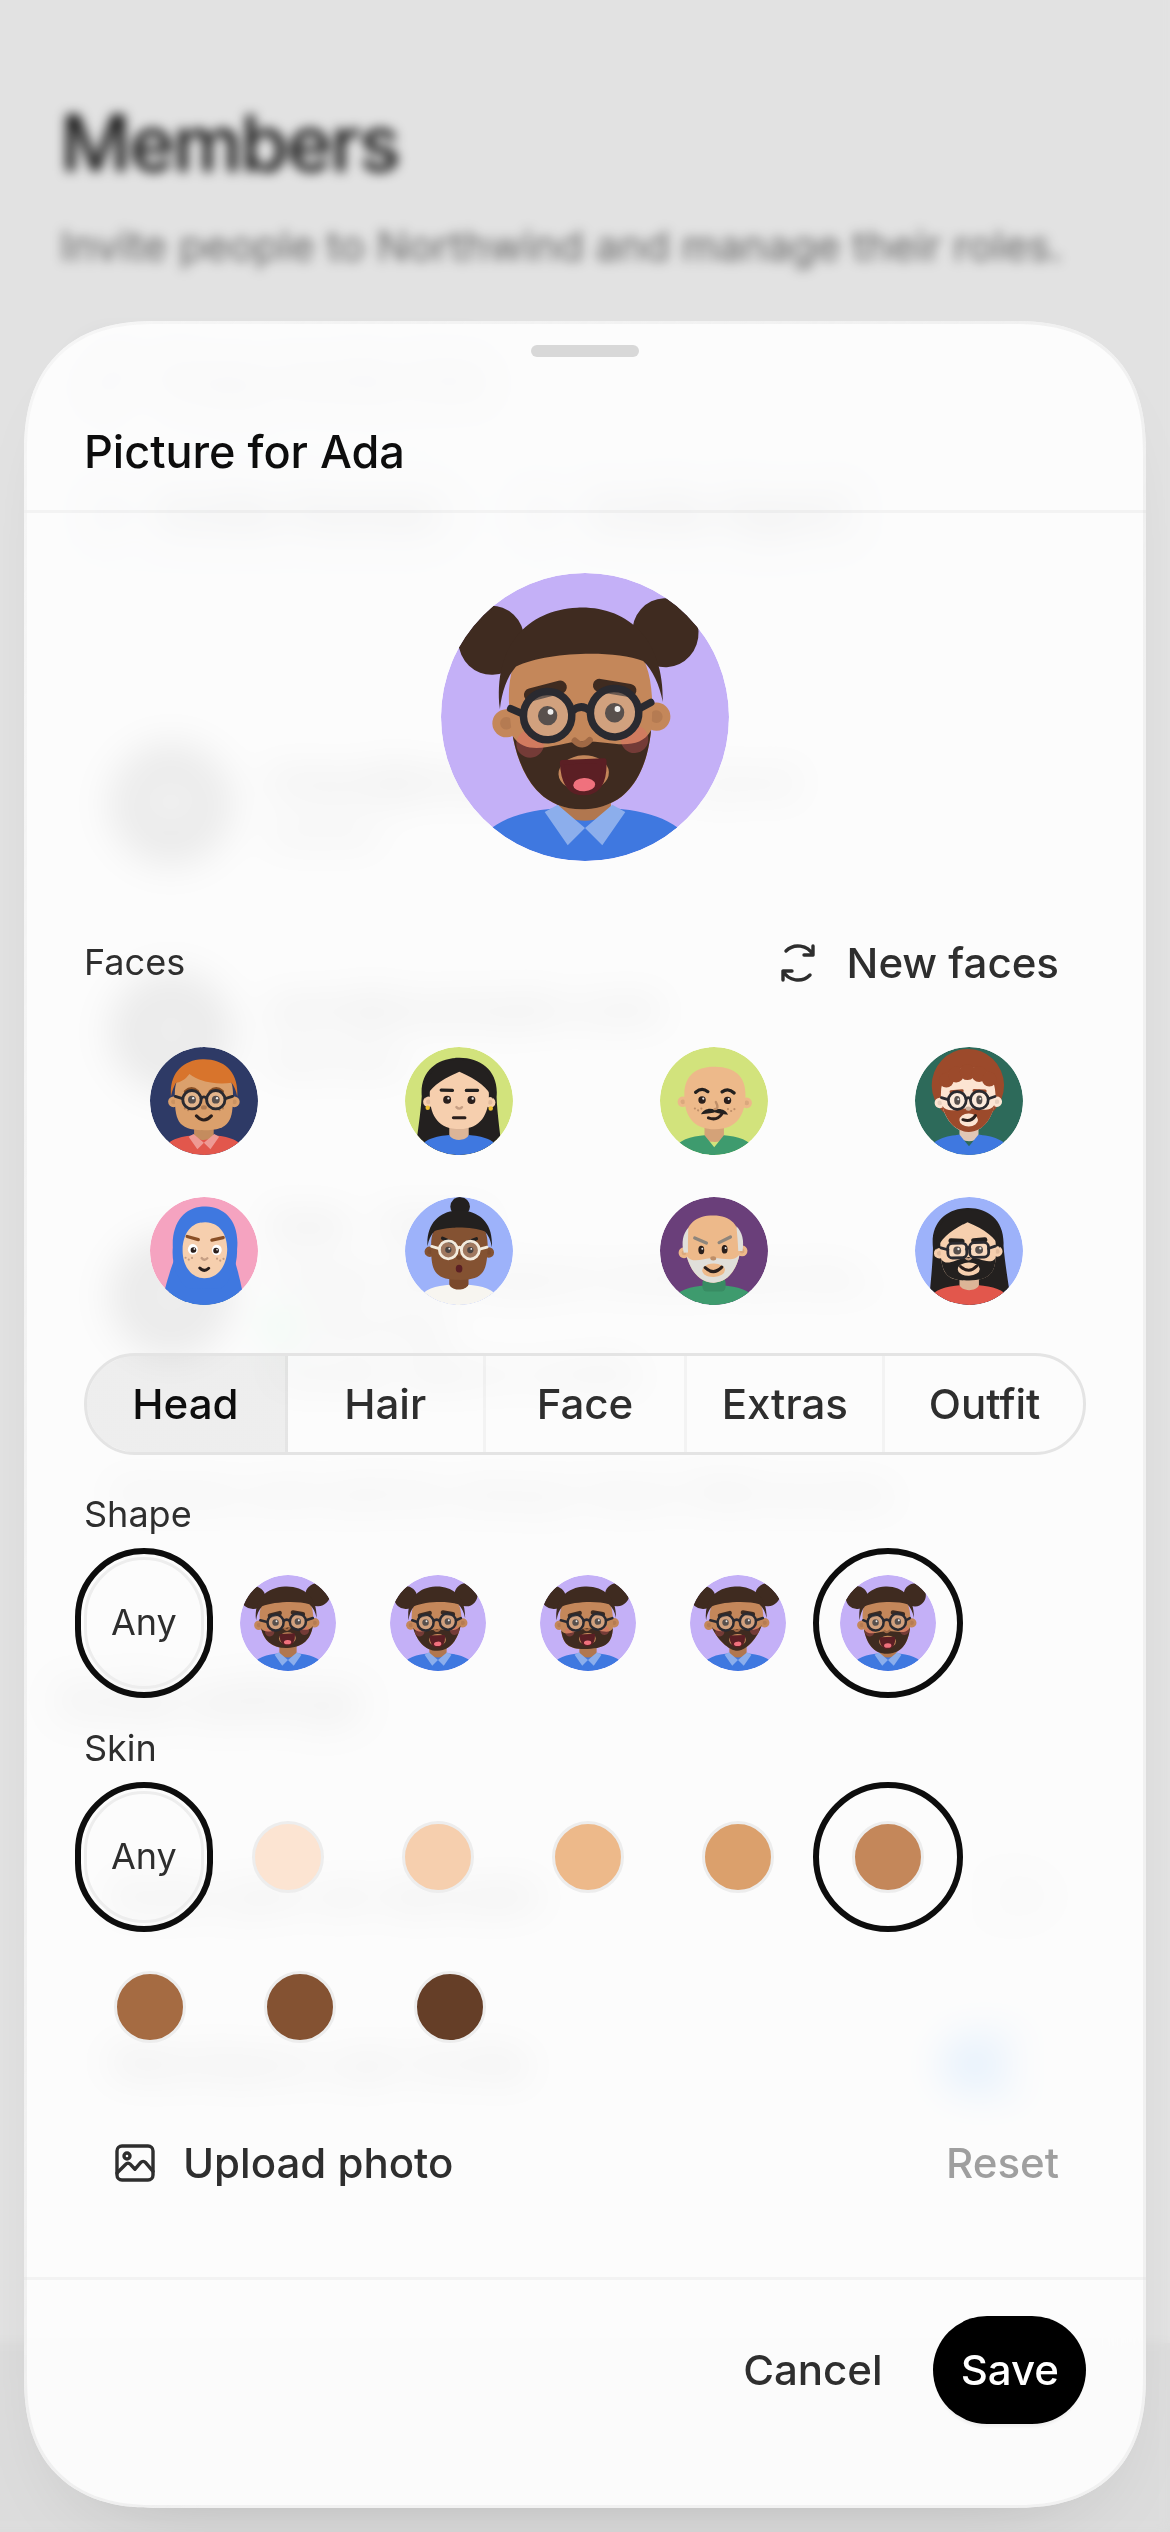 Members
Invite people to Northwind and manage their roles.
Picture for Ada
Faces
New faces
Head Hair Face Extras Outfit
Shape
Any
Skin
Any
Upload photo
Reset
Cancel Save